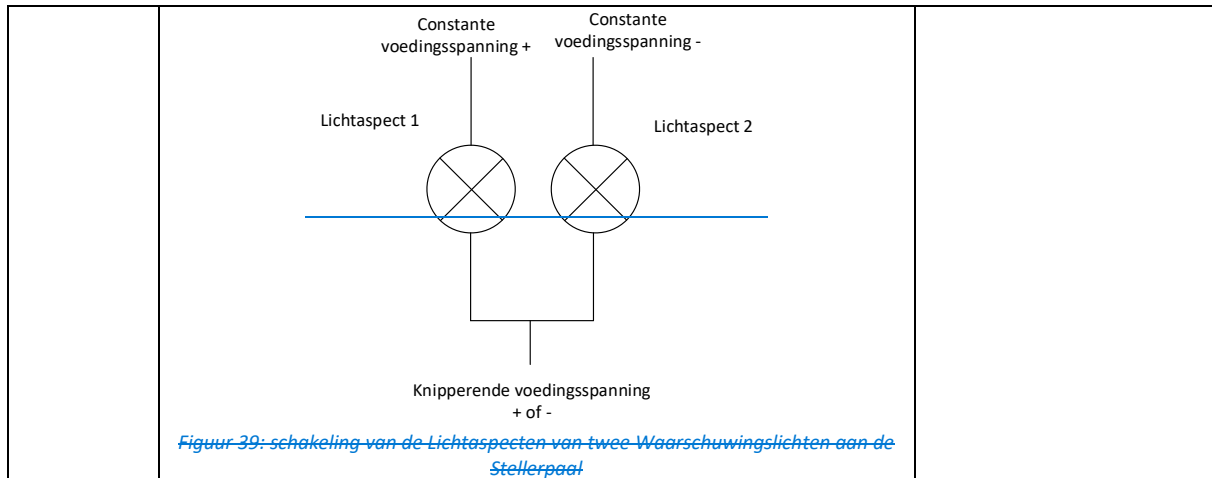 Constante
voedingsspanning +
Constante
voedingsspanning -
Lichtaspect 1
Lichtaspect 2
Knipperende voedingsspanning
+ of -
Figuur 39: schakeling van de Lichtaspecten van twee Waarschuwingslichten aan de
Stellerpaal